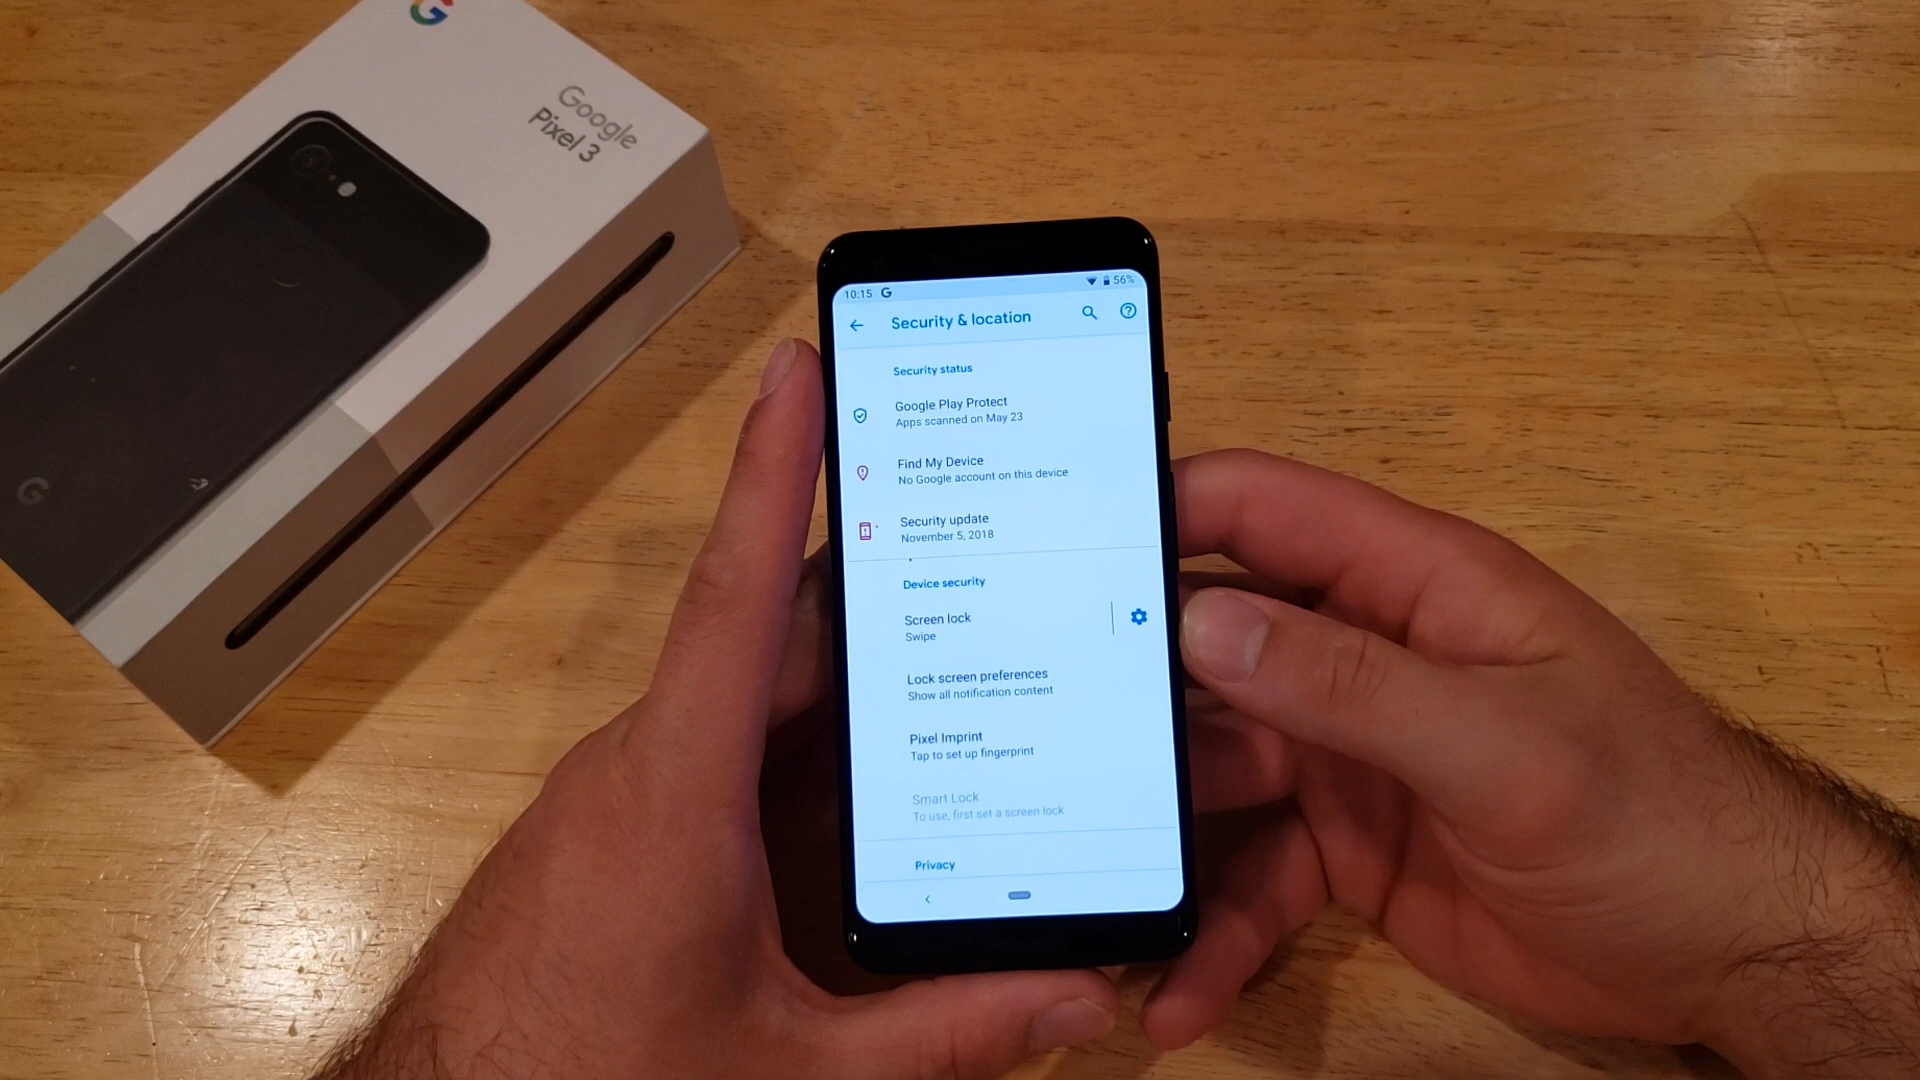 Google
Pixel 3
G
10:15 G
56%
Security & location
Security status
Google Play Protect
Apps scanned on May 23
Find My Device
No Google account on this device
Security update
November 5, 2018
Device security
Screen lock
Swipe
Lock screen preferences
Show all notification content
Pixel Imprint
Tap to set up fingerprint
Smart Lock
To use, first set a screen lock
Privacy